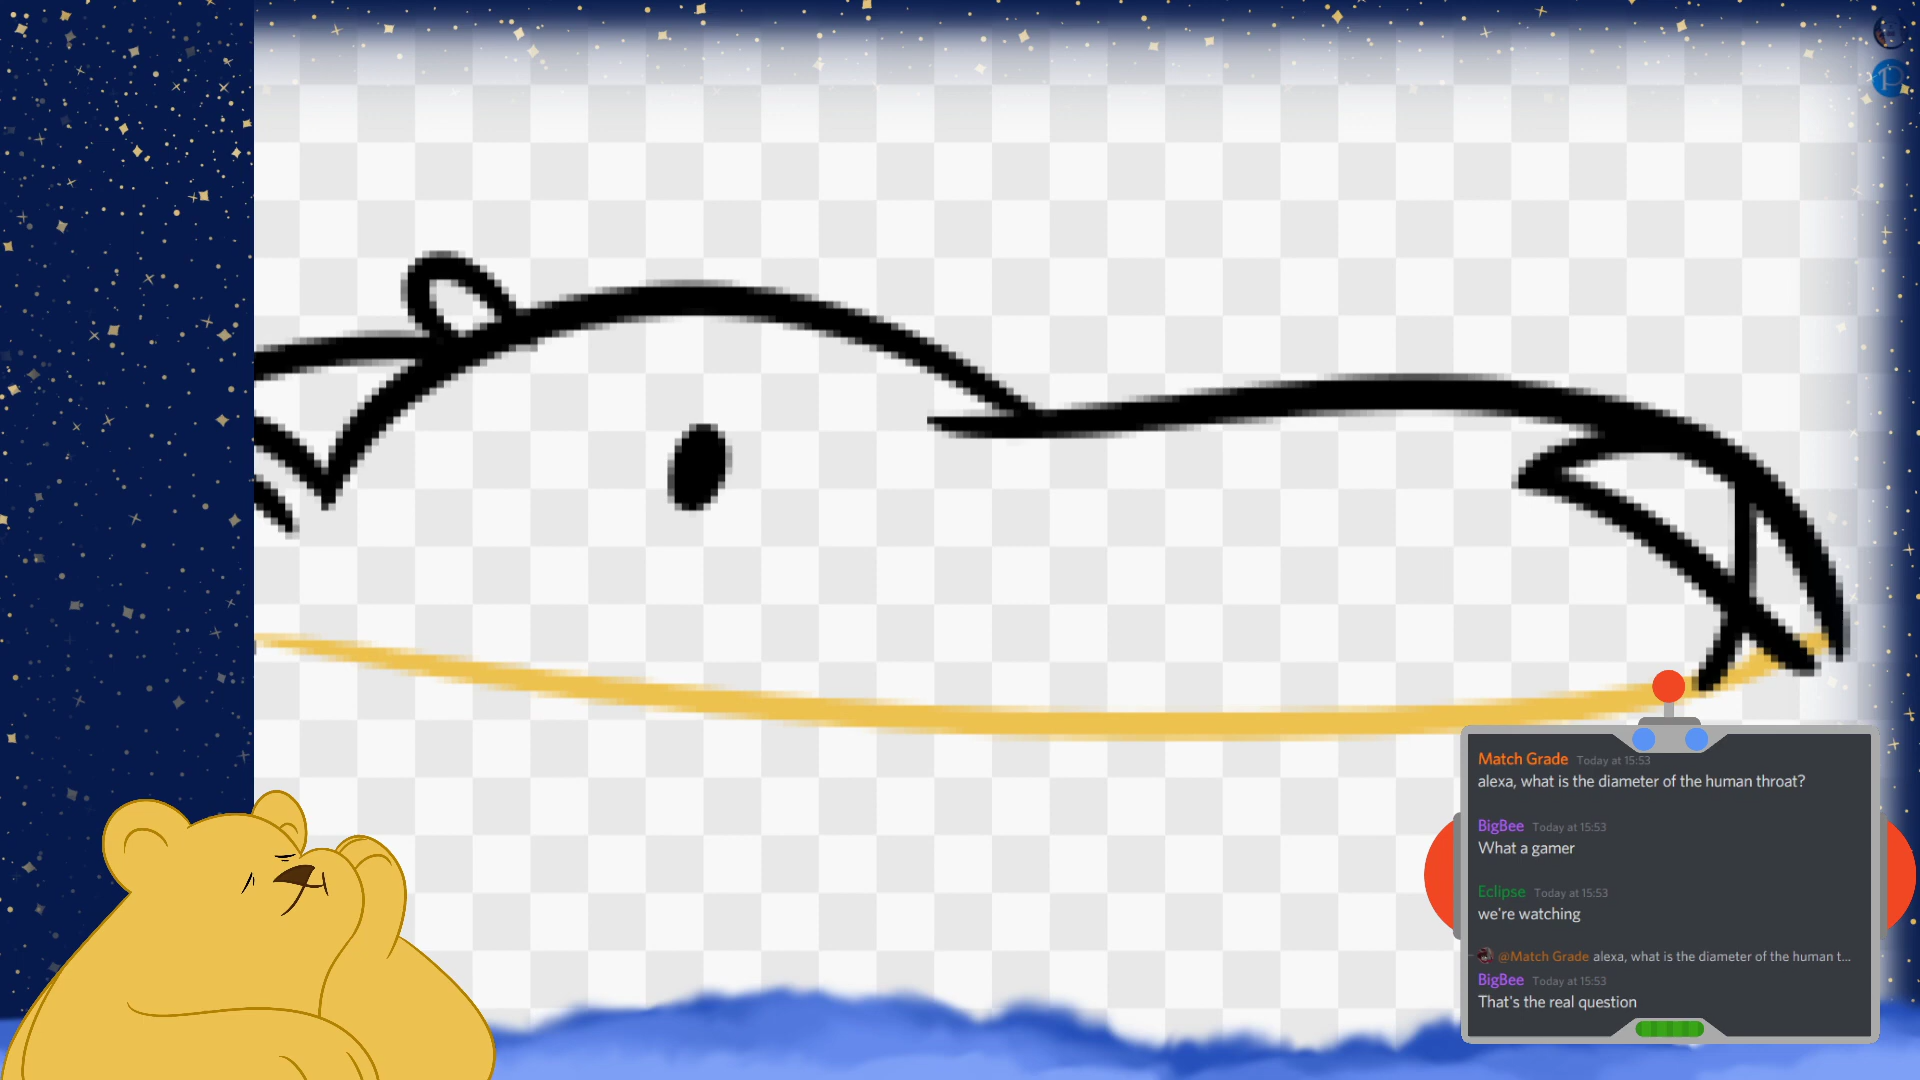 Match Grade Today at 15:53
alexa, what is the diameter of the human throat?
BigBee Today at 15:53
What a gamer
Eclipse Today at 15:53
we're watching
@Match Grade alexa, what is the diameter of the human t...
BigBee Today at 15:53
That's the real question